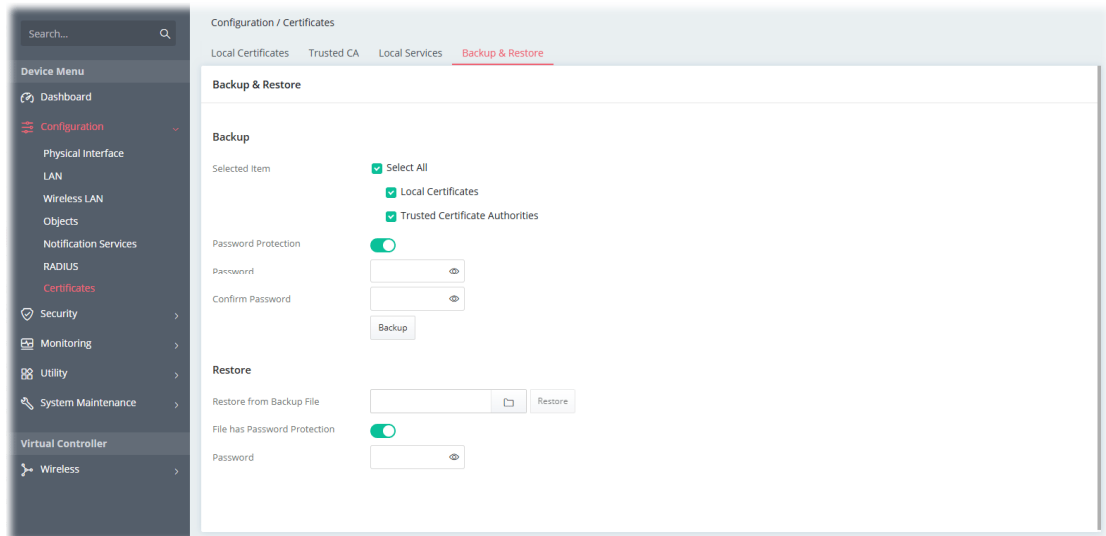 Search...
Device Menu
Dashboard
Configuration
Physical Interface
LAN
Wireless LAN
Objects
Notification Services
RADIUS
Certificates
Security
Monitoring
Utility
System Maintenance
Virtual Controller
Wireless
Configuration / Certificates
Local Certificates Trusted CA Local Services Backup & Restore
Backup & Restore
Backup
Selected Item Select All
Local Certificates
Trusted Certificate Authorities
Password Protection
Password
Confirm Password
Backup
Restore
Restore from Backup File Restore
File has Password Protection
Password